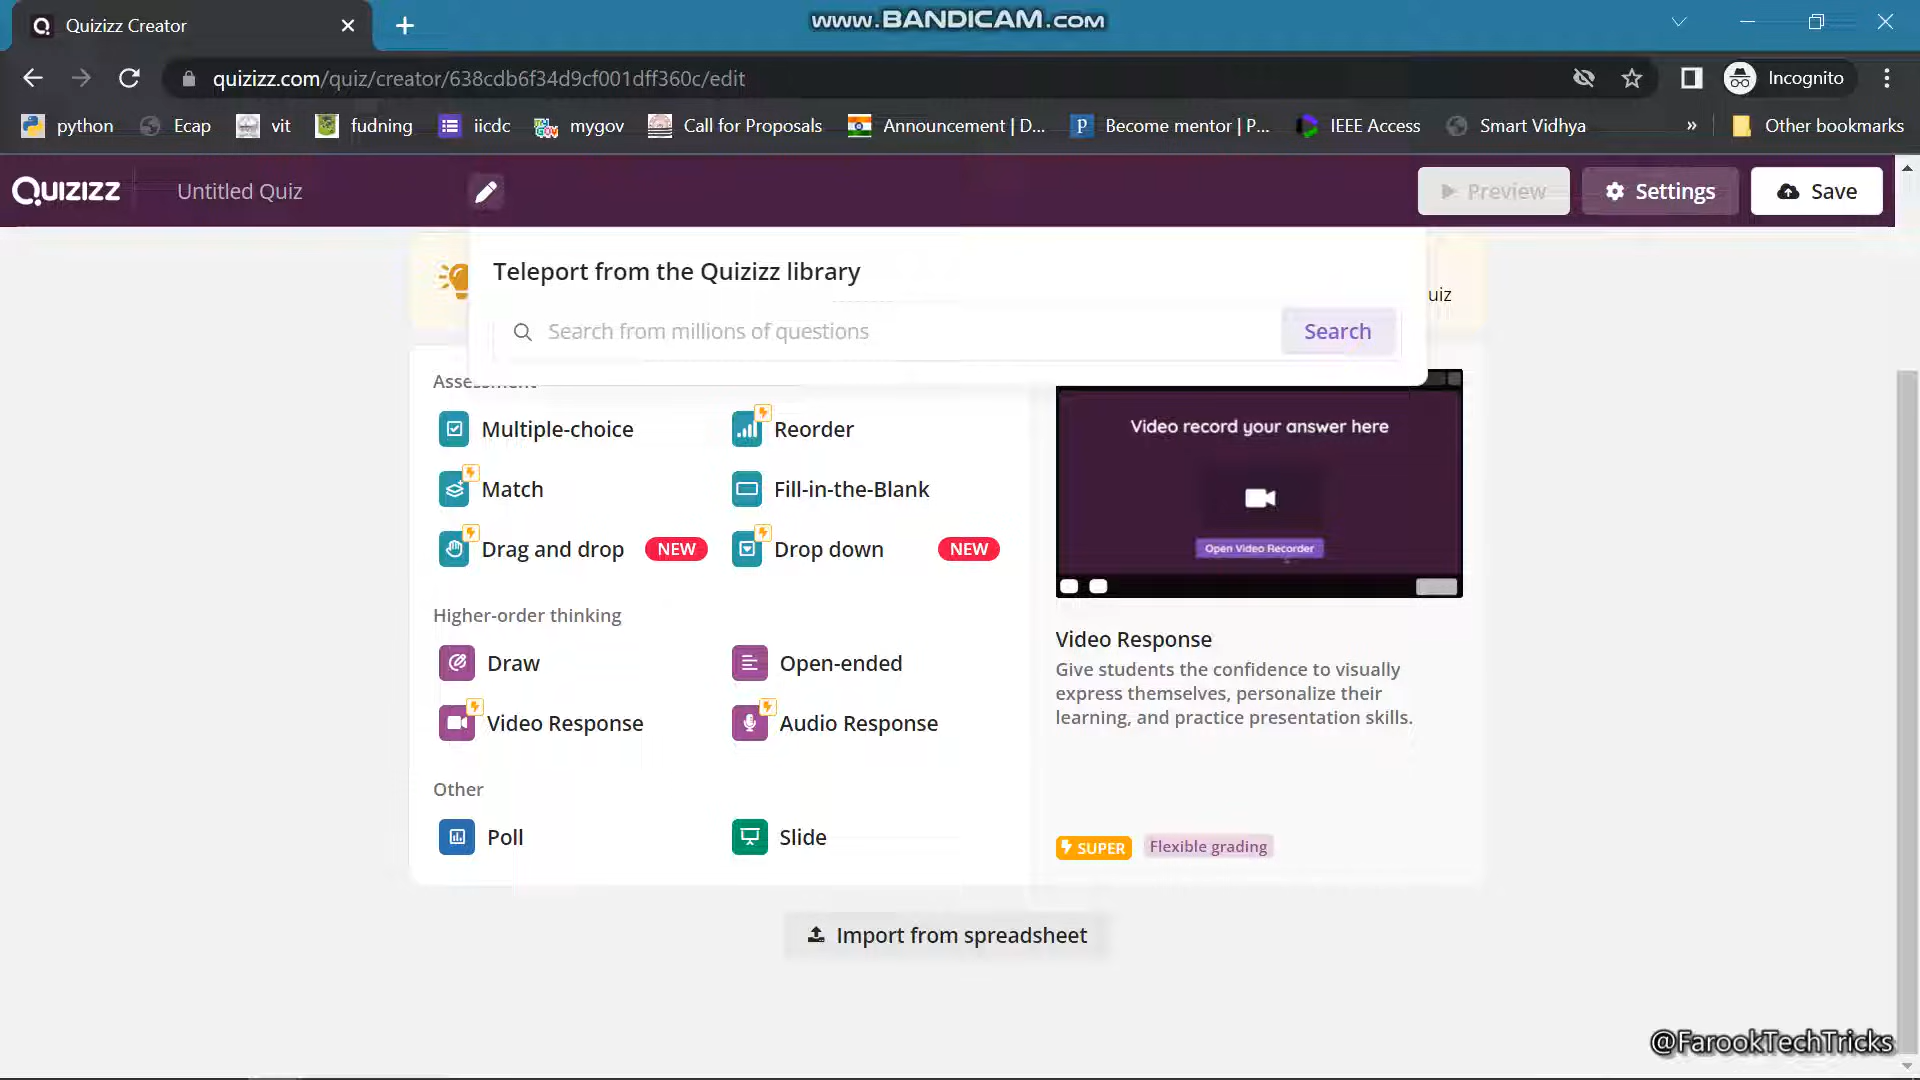 Quizizz Creator
www.BANDICAM.com
quizizz.com/quiz/creator/638cdb6f34d9cf001dff360c/edit
Incognito
python
Ecap
vit
fudning
iicdc
mygov
Call for Proposals
Announcement | D...
Become mentor | P...
IEEE Access
Smart Vidhya
»
Other bookmarks
QUIZIZZ
Untitled Quiz
Preview
Settings
Save
Teleport from the Quizizz library
uiz
Search from millions of questions
Search
Assessment
Multiple-choice
Reorder
Match
Fill-in-the-Blank
Drag and drop
NEW
Drop down
NEW
Higher-order thinking
Draw
Open-ended
Video Response
Audio Response
Other
Poll
Slide
Video record your answer here
Open Video Recorder
Video Response
Give students the confidence to visually
express themselves, personalize their
learning, and practice presentation skills.
SUPER
Flexible grading
Import from spreadsheet
@FarookTechTricks